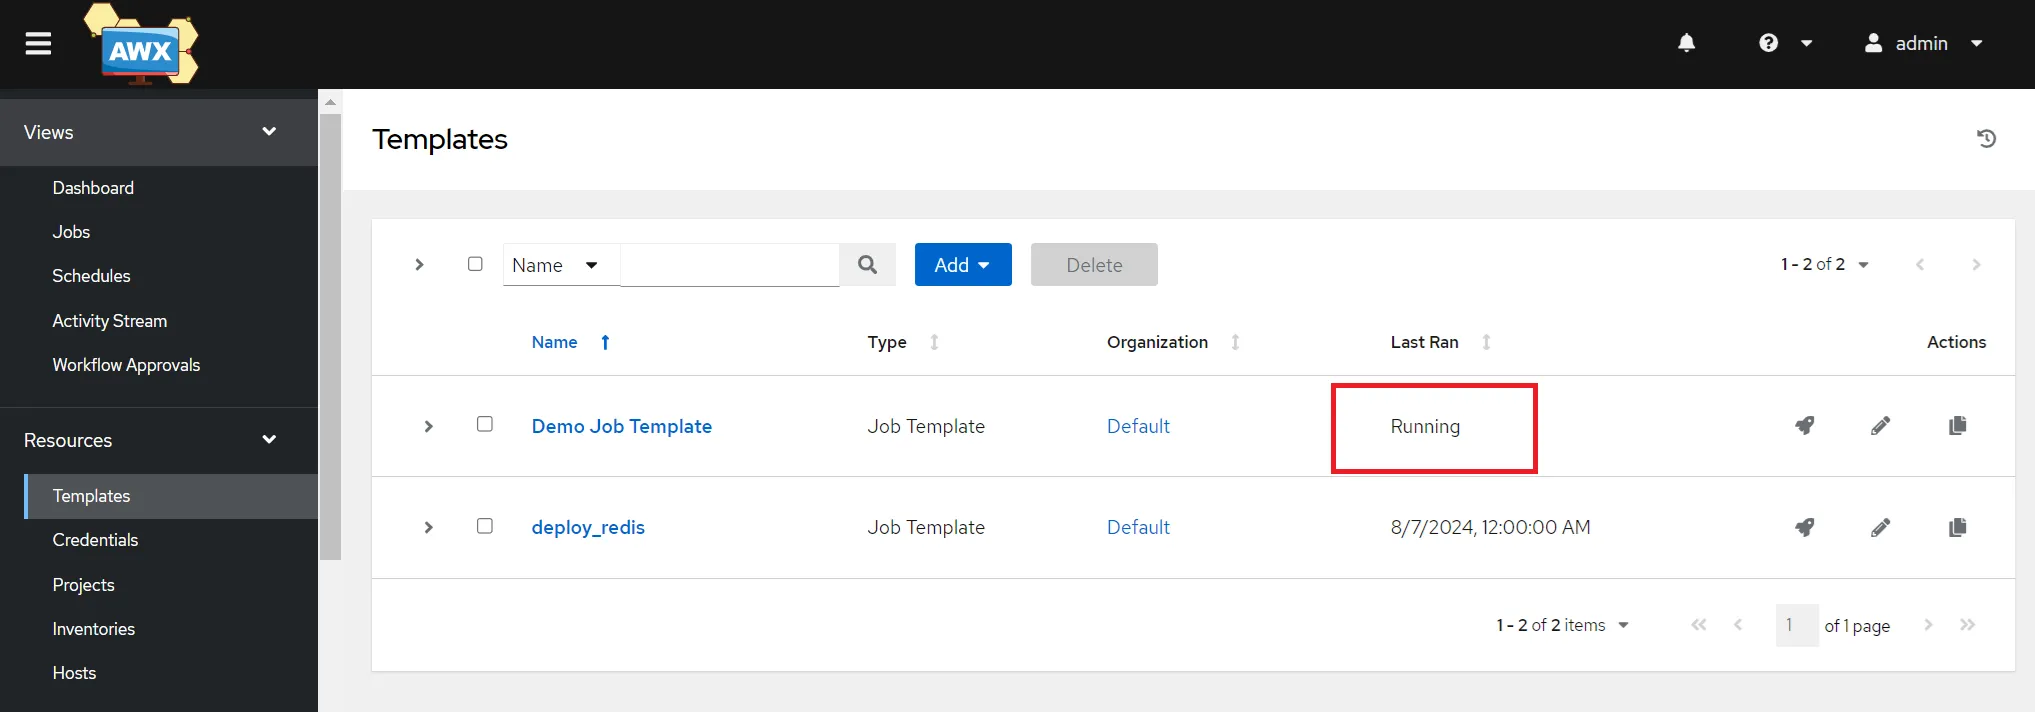 AWX
admin
Views
Dashboard
Jobs
Schedules
Activity Stream
Workflow Approvals
Resources
Templates
Credentials
Projects
Inventories
Hosts
Templates
Name Add Delete 1 - 2 of 2
Name Type Organization Last Ran Actions
Demo Job Template Job Template Default Running
deploy_redis Job Template Default 8/7/2024, 12:00:00 AM
1 - 2 of 2 items 1 of 1 page